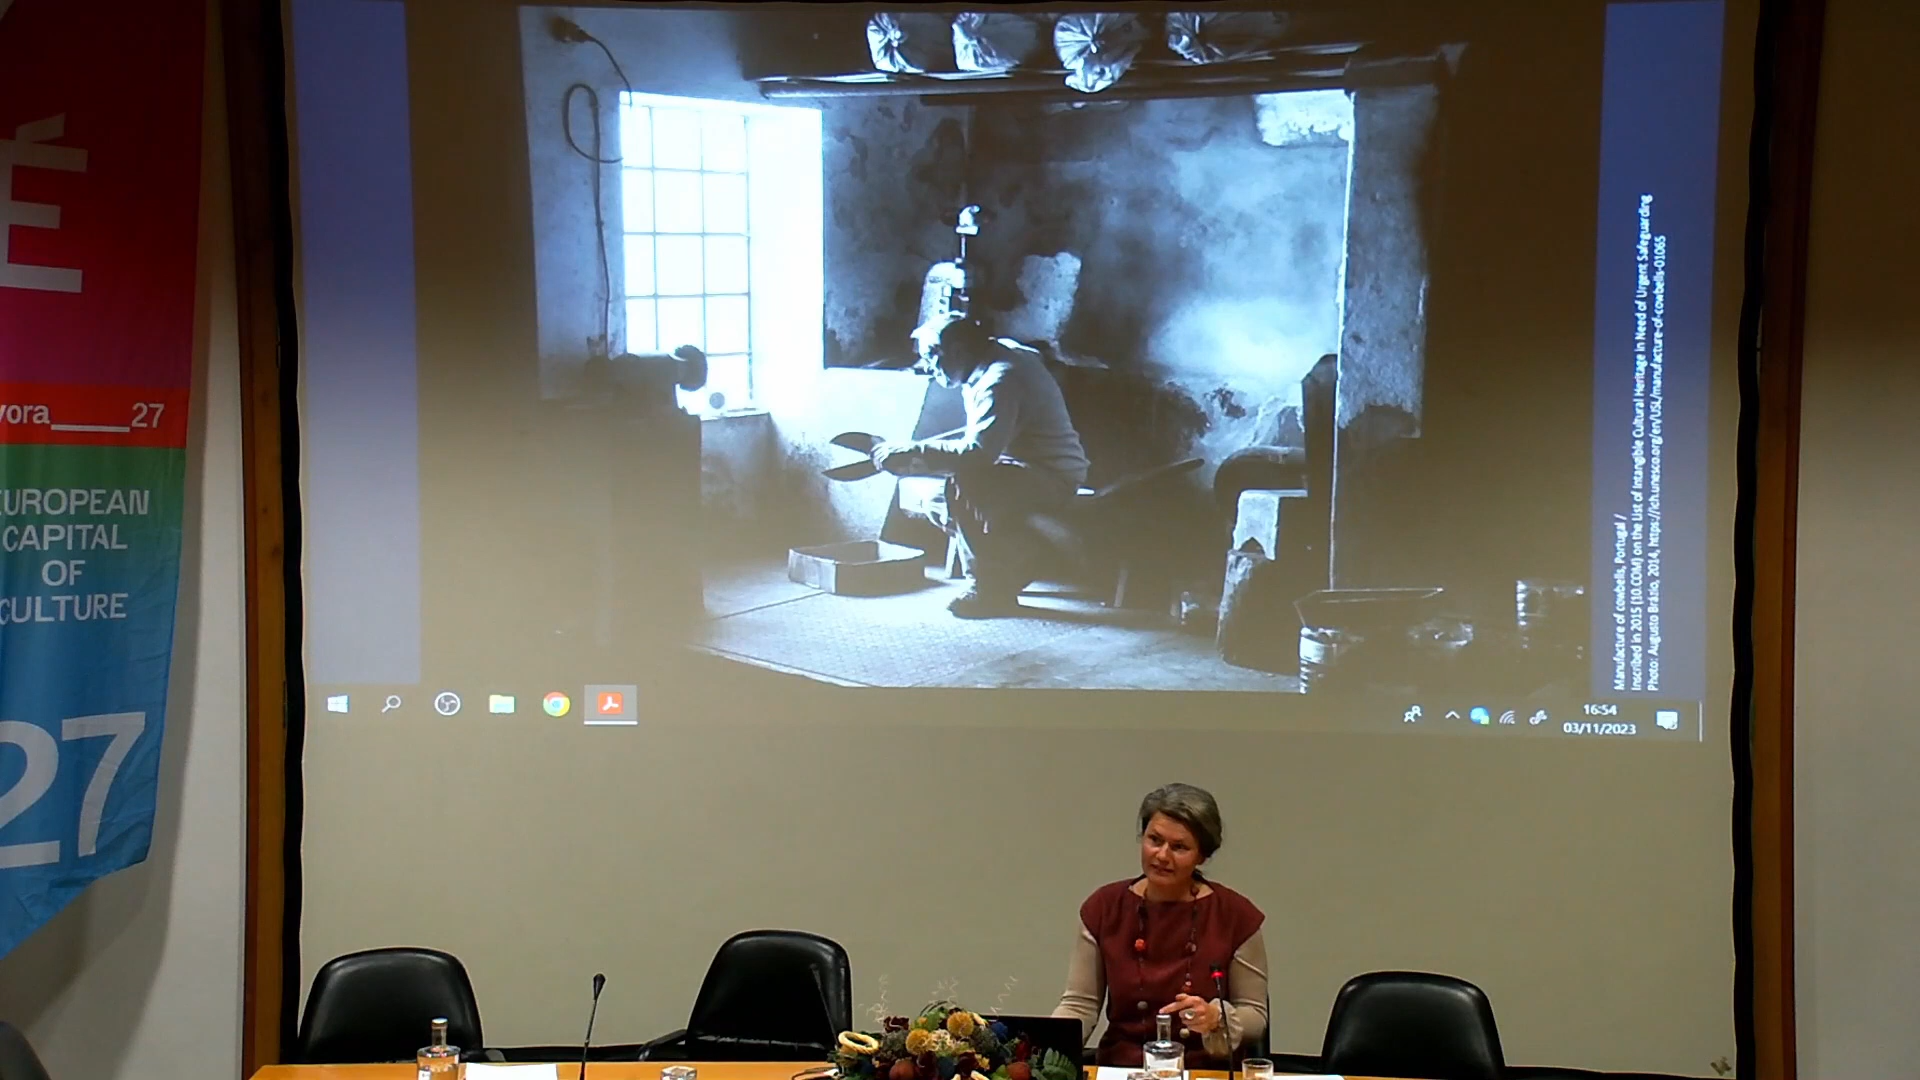 É
vora____27
EUROPEAN
CAPITAL
OF
CULTURE
27
Manufacture of cowbells, Portugal /
Inscribed in 2015 (10.COM) on the List of Intangible Cultural Heritage in Need of Urgent Safeguarding
Photo: Augusto Brázio, 2014, https://ich.unesco.org/en/USL/manufacture-of-cowbells-01065
16:54
03/11/2023